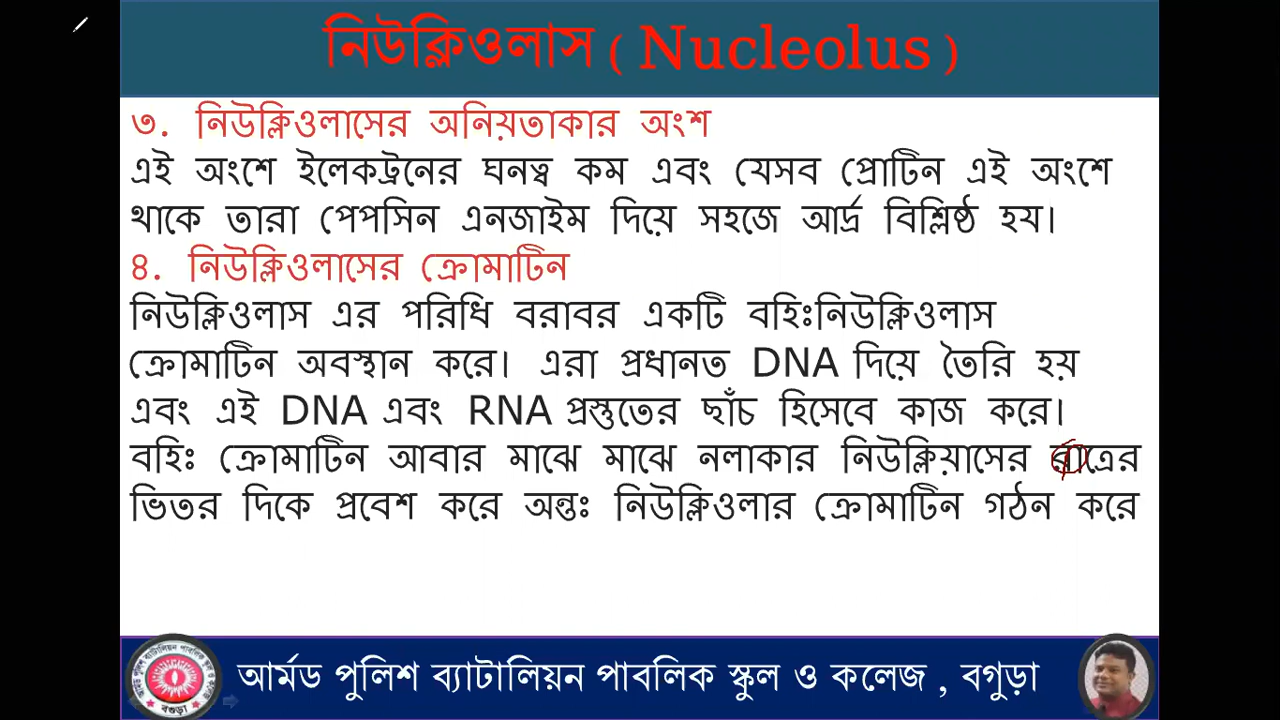 নিউক্লিওলাস ( Nucleolus )
৩. নিউক্লিওলাসের অনিয়তাকার অংশ
এই অংশে ইলেকট্রনের ঘনত্ব কম এবং যেসব প্রোটিন এই অংশে
থাকে তারা পেপসিন এনজাইম দিয়ে সহজে আর্দ্র বিশ্লিষ্ঠ হয।
৪. নিউক্লিওলাসের ক্রোমাটিন
নিউক্লিওলাস এর পরিধি বরাবর একটি বহিঃনিউক্লিওলাস
ক্রোমাটিন অবস্থান করে। এরা প্রধানত DNA দিয়ে তৈরি হয়
এবং এই DNA এবং RNA প্রস্তুতের ছাঁচ হিসেবে কাজ করে।
বহিঃ ক্রোমাটিন আবার মাঝে মাঝে নলাকার নিউক্লিয়াসের
ভিতর দিকে প্রবেশ করে অন্তঃ নিউক্লিওলার ক্রোমাটিন গঠন করে
আর্মড পুলিশ ব্যাটালিয়ন পাবলিক স্কুল ও কলেজ , বগুড়া
বগুড়া